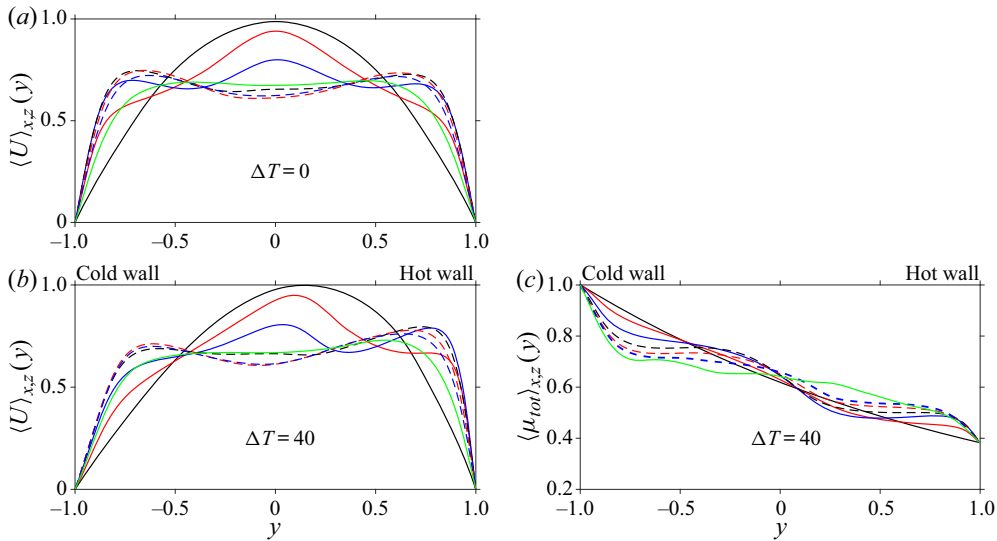 (a)
1.0
0.5
0
⟨U⟩x,z(y)
ΔT = 0
–1.0 –0.5 0 0.5 1.0
(b) Cold wall Hot wall
1.0
0.5
0
⟨U⟩x,z(y)
ΔT = 40
–1.0 –0.5 0 0.5 1.0
y
(c) Cold wall Hot wall
1.0
0.8
0.6
0.4
0.2
⟨μtot⟩x,z(y)
ΔT = 40
–1.0 –0.5 0 0.5 1.0
y